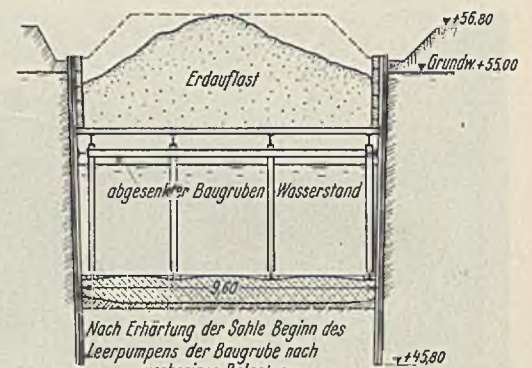 +56,80
Grundw. +55,00
Erdauflast
abgesenkter Baugruben Wasserstand
9,60
Nach Erhärtung der Sohle Beginn des
Leerpumpens der Baugrube nach
+45,80